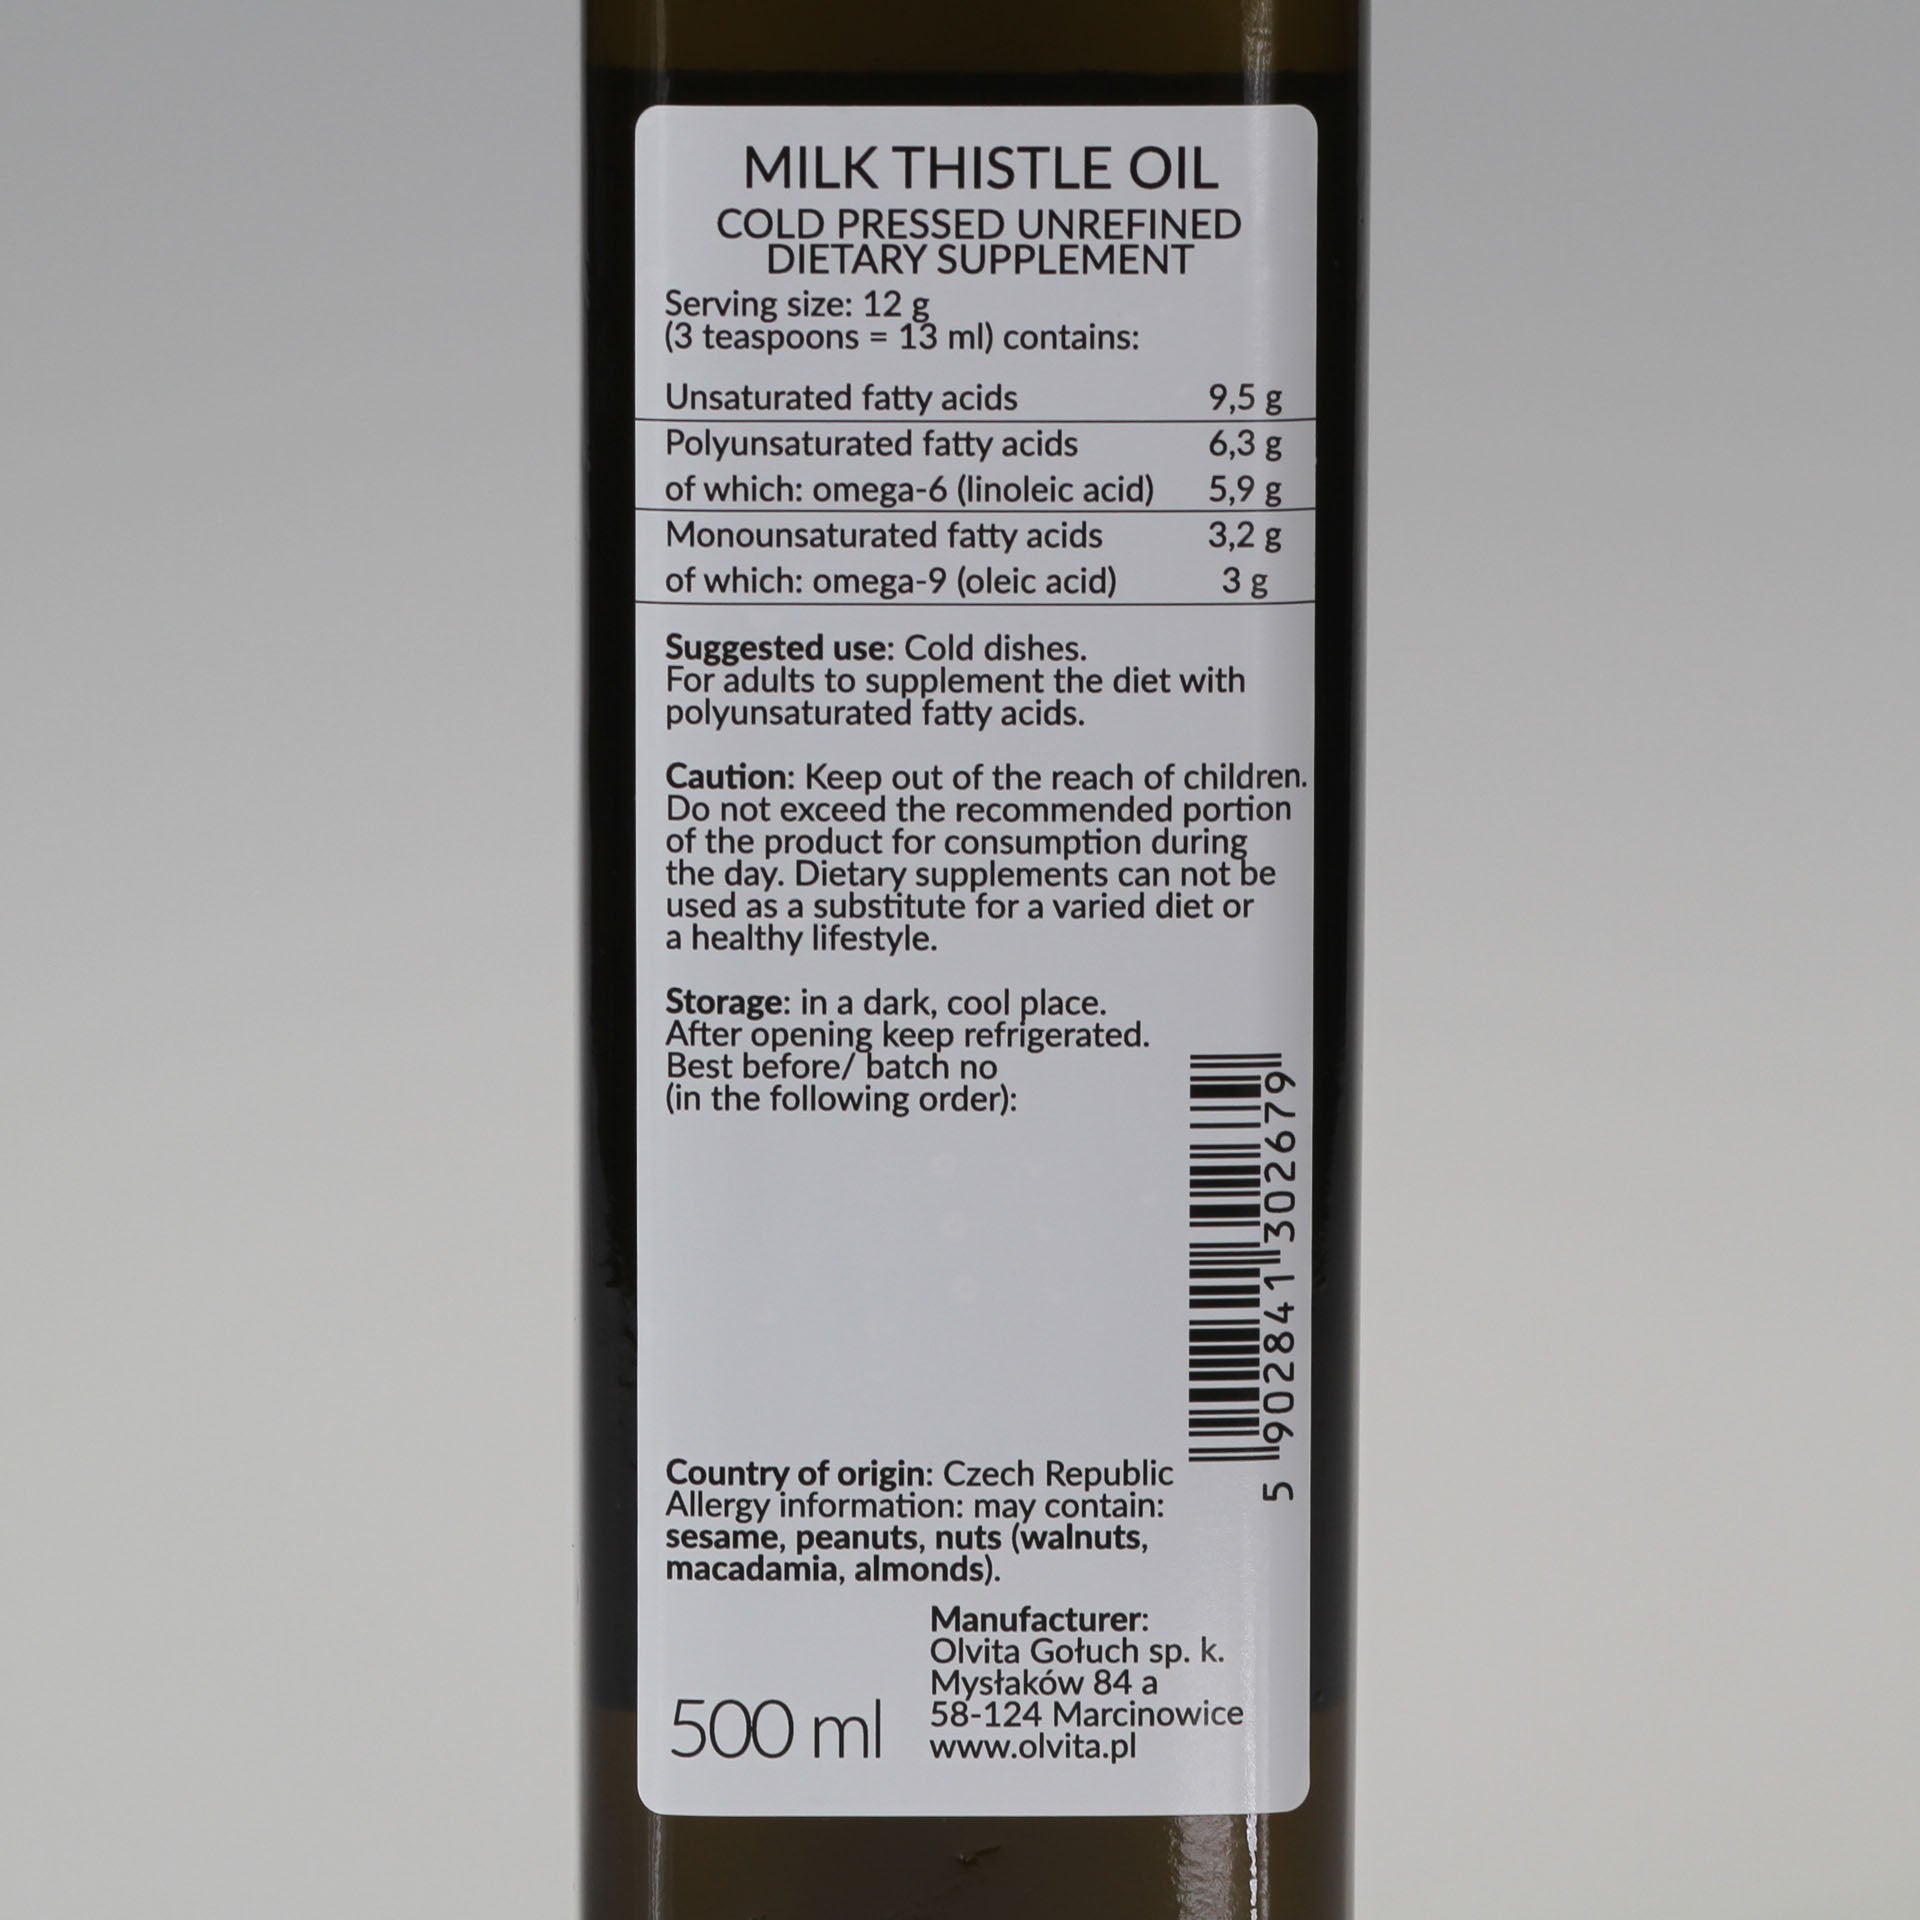 MILK THISTLE OIL
COLD PRESSED UNREFINED
DIETARY SUPPLEMENT
Serving size: 12 g
(3 teaspoons = 13 ml) contains:
Unsaturated fatty acids 9,5 g
Polyunsaturated fatty acids 6,3 g
of which: omega-6 (linoleic acid) 5,9 g
Monounsaturated fatty acids 3,2 g
of which: omega-9 (oleic acid) 3 g
Suggested use: Cold dishes.
For adults to supplement the diet with
polyunsaturated fatty acids.
Caution: Keep out of the reach of children.
Do not exceed the recommended portion
of the product for consumption during
the day. Dietary supplements can not be
used as a substitute for a varied diet or
a healthy lifestyle.
Storage: in a dark, cool place.
After opening keep refrigerated.
Best before/ batch no
(in the following order):
5 902841 302679
Country of origin: Czech Republic
Allergy information: may contain:
sesame, peanuts, nuts (walnuts,
macadamia, almonds).
Manufacturer:
Olvita Gołuch sp. k.
Mysłaków 84 a
58-124 Marcinowice
www.olvita.pl
500 ml